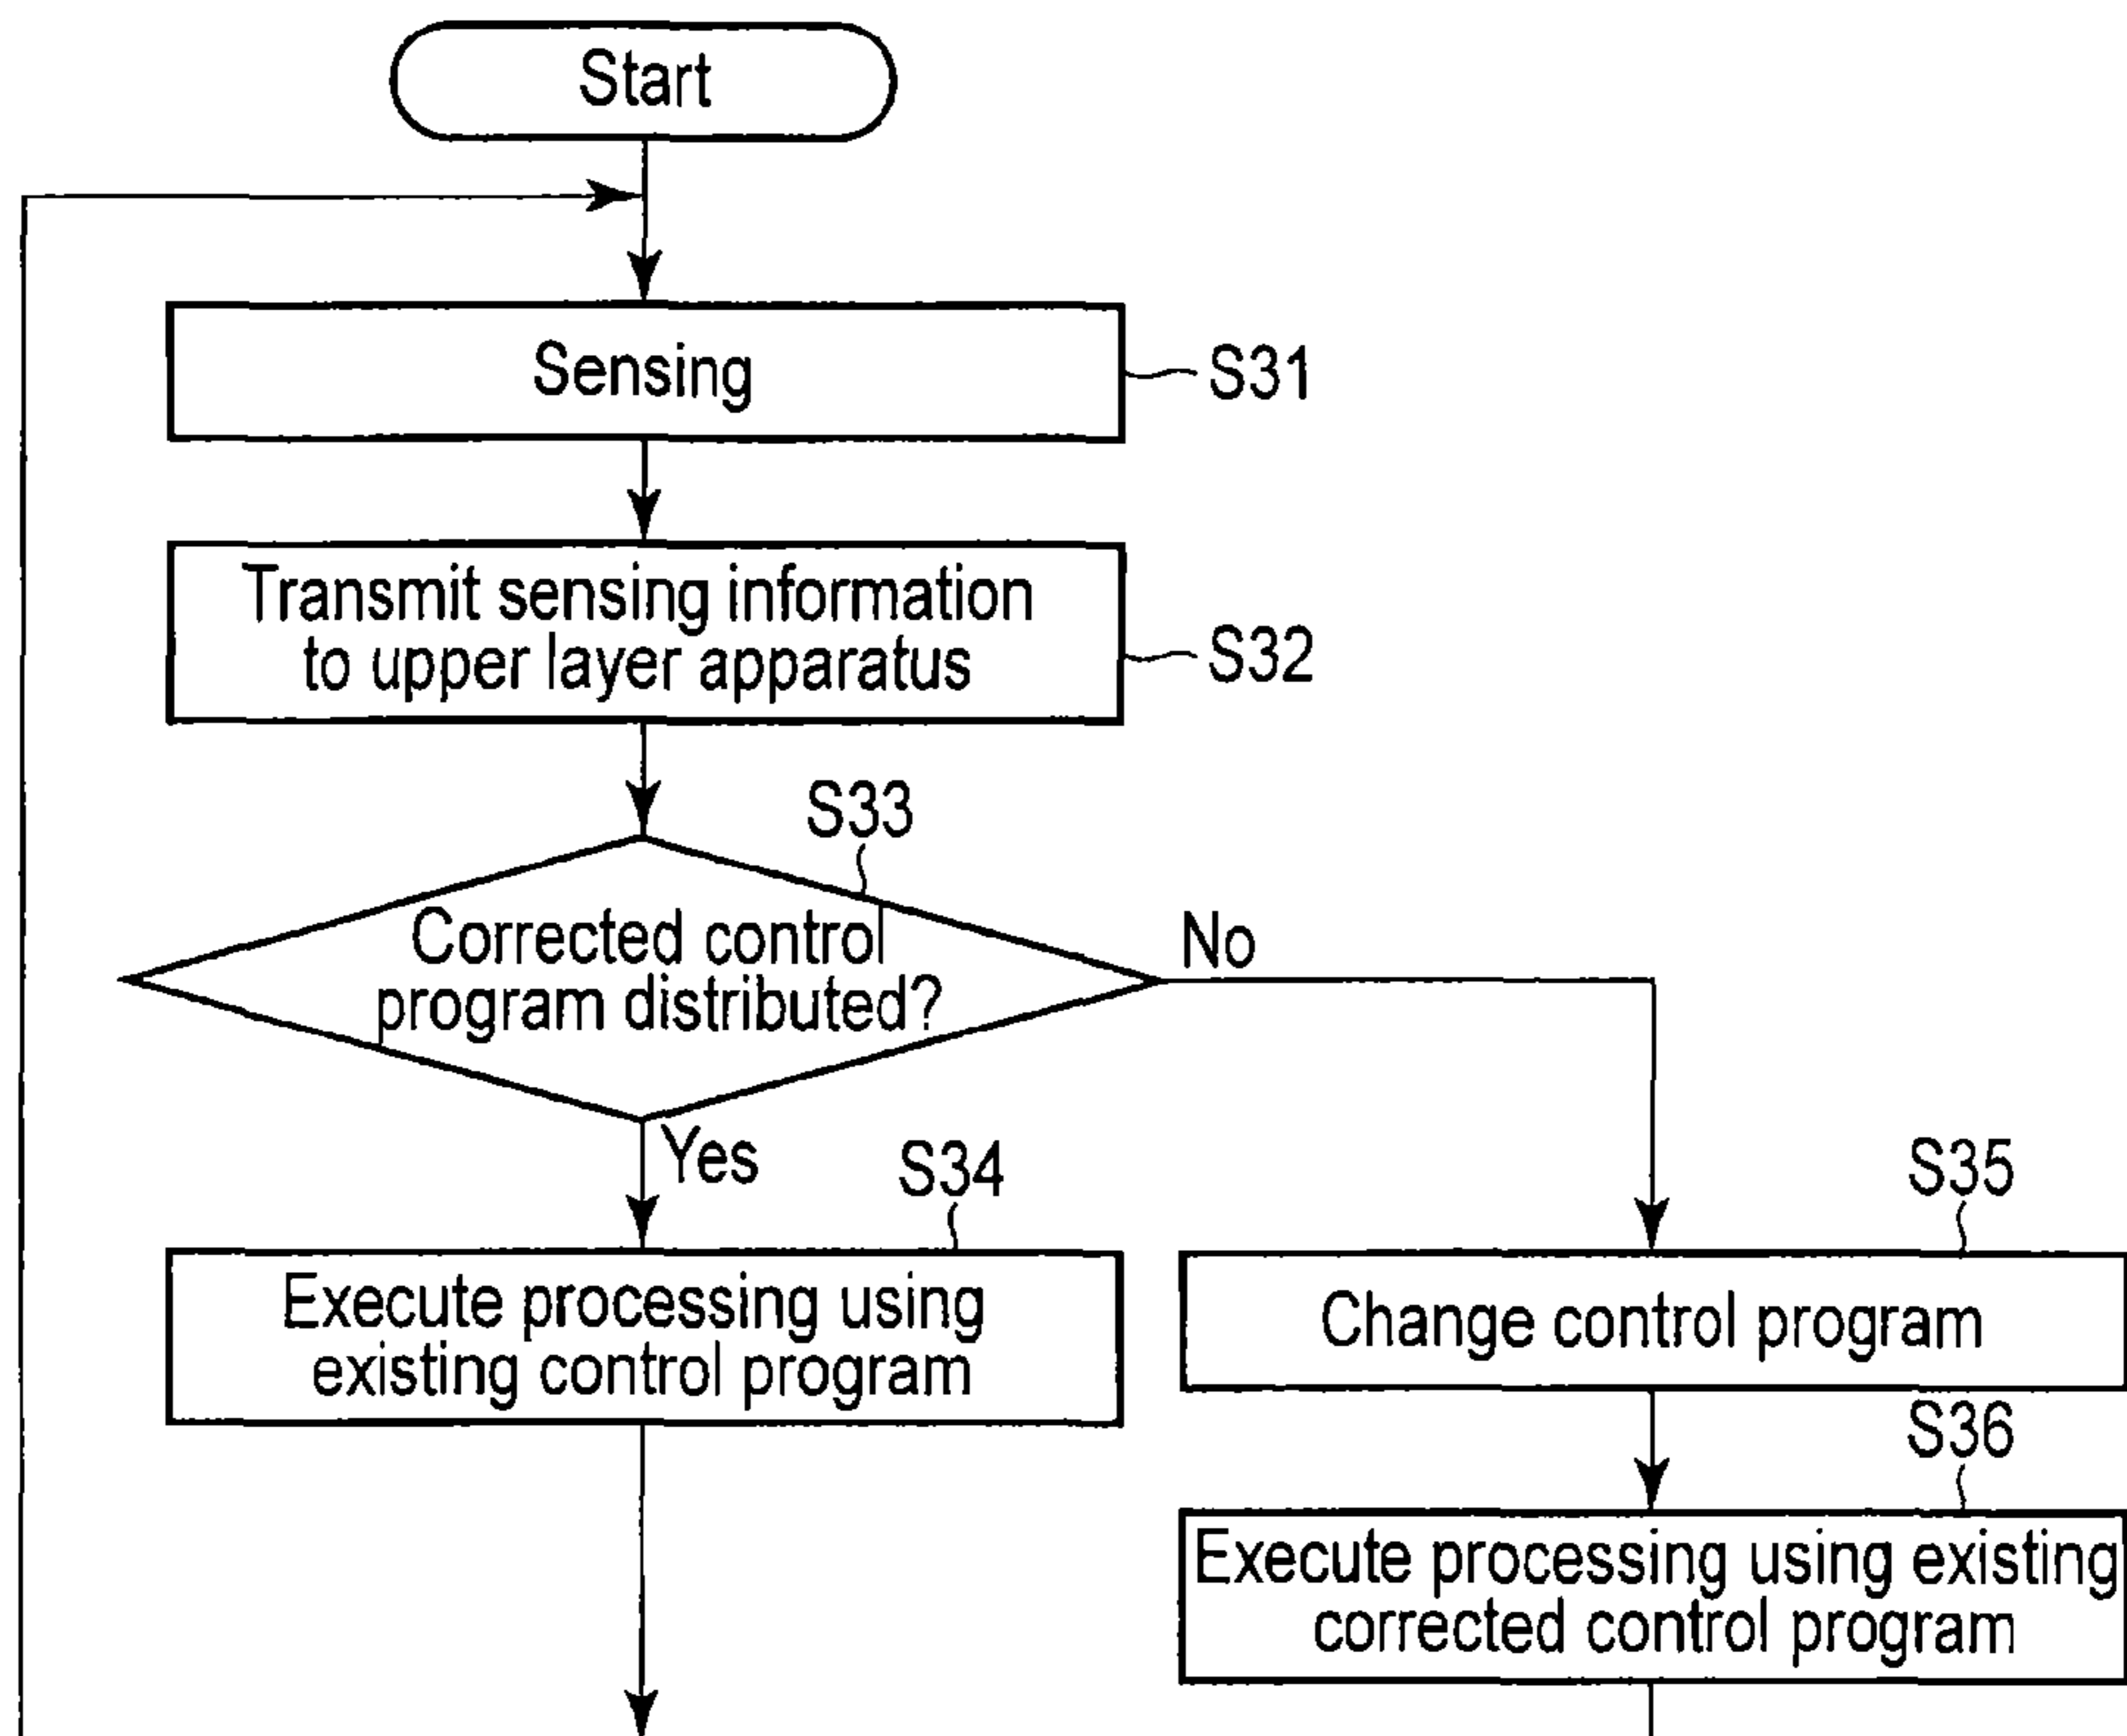 Start
Sensing
S31
Transmit sensing information
to upper layer apparatus
S32
S33
Corrected control
program distributed?
No
Yes
S34
Execute processing using
existing control program
S35
Change control program
S36
Execute processing using existing
corrected control program